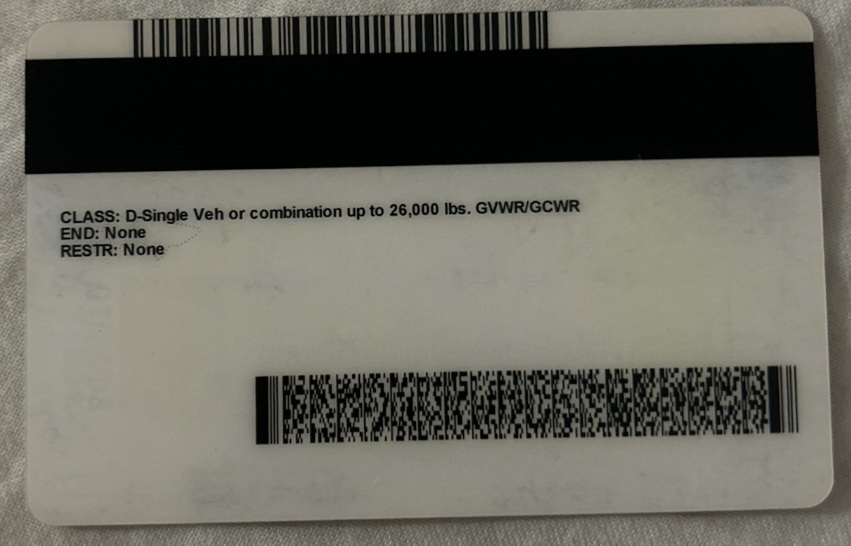 CLASS: D-Single Veh or combination up to 26,000 lbs. GVWR/GCWR
END: None
RESTR: None